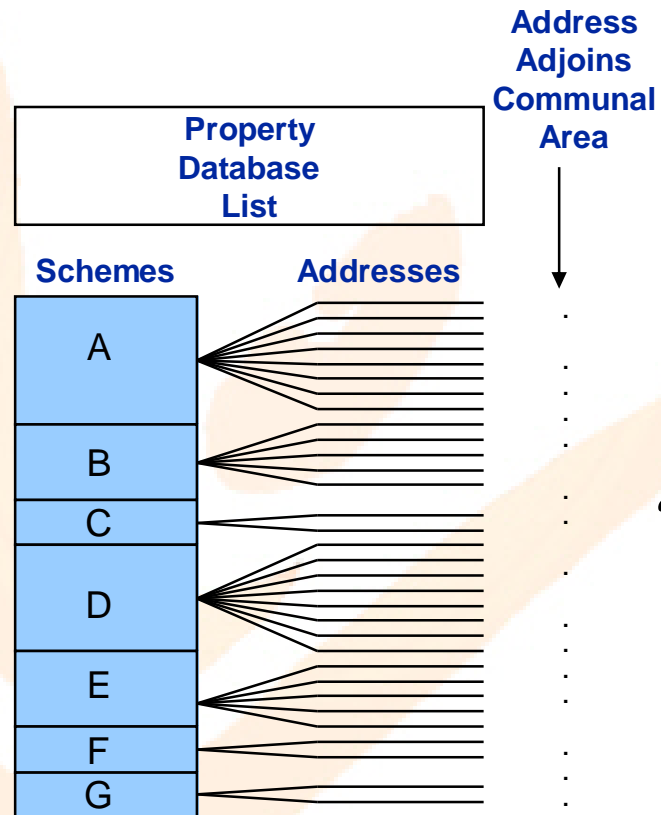 Address
Adjoins
Communal
Area
Property
Database
List
Schemes
Addresses
A
B
C
D
E
F
G